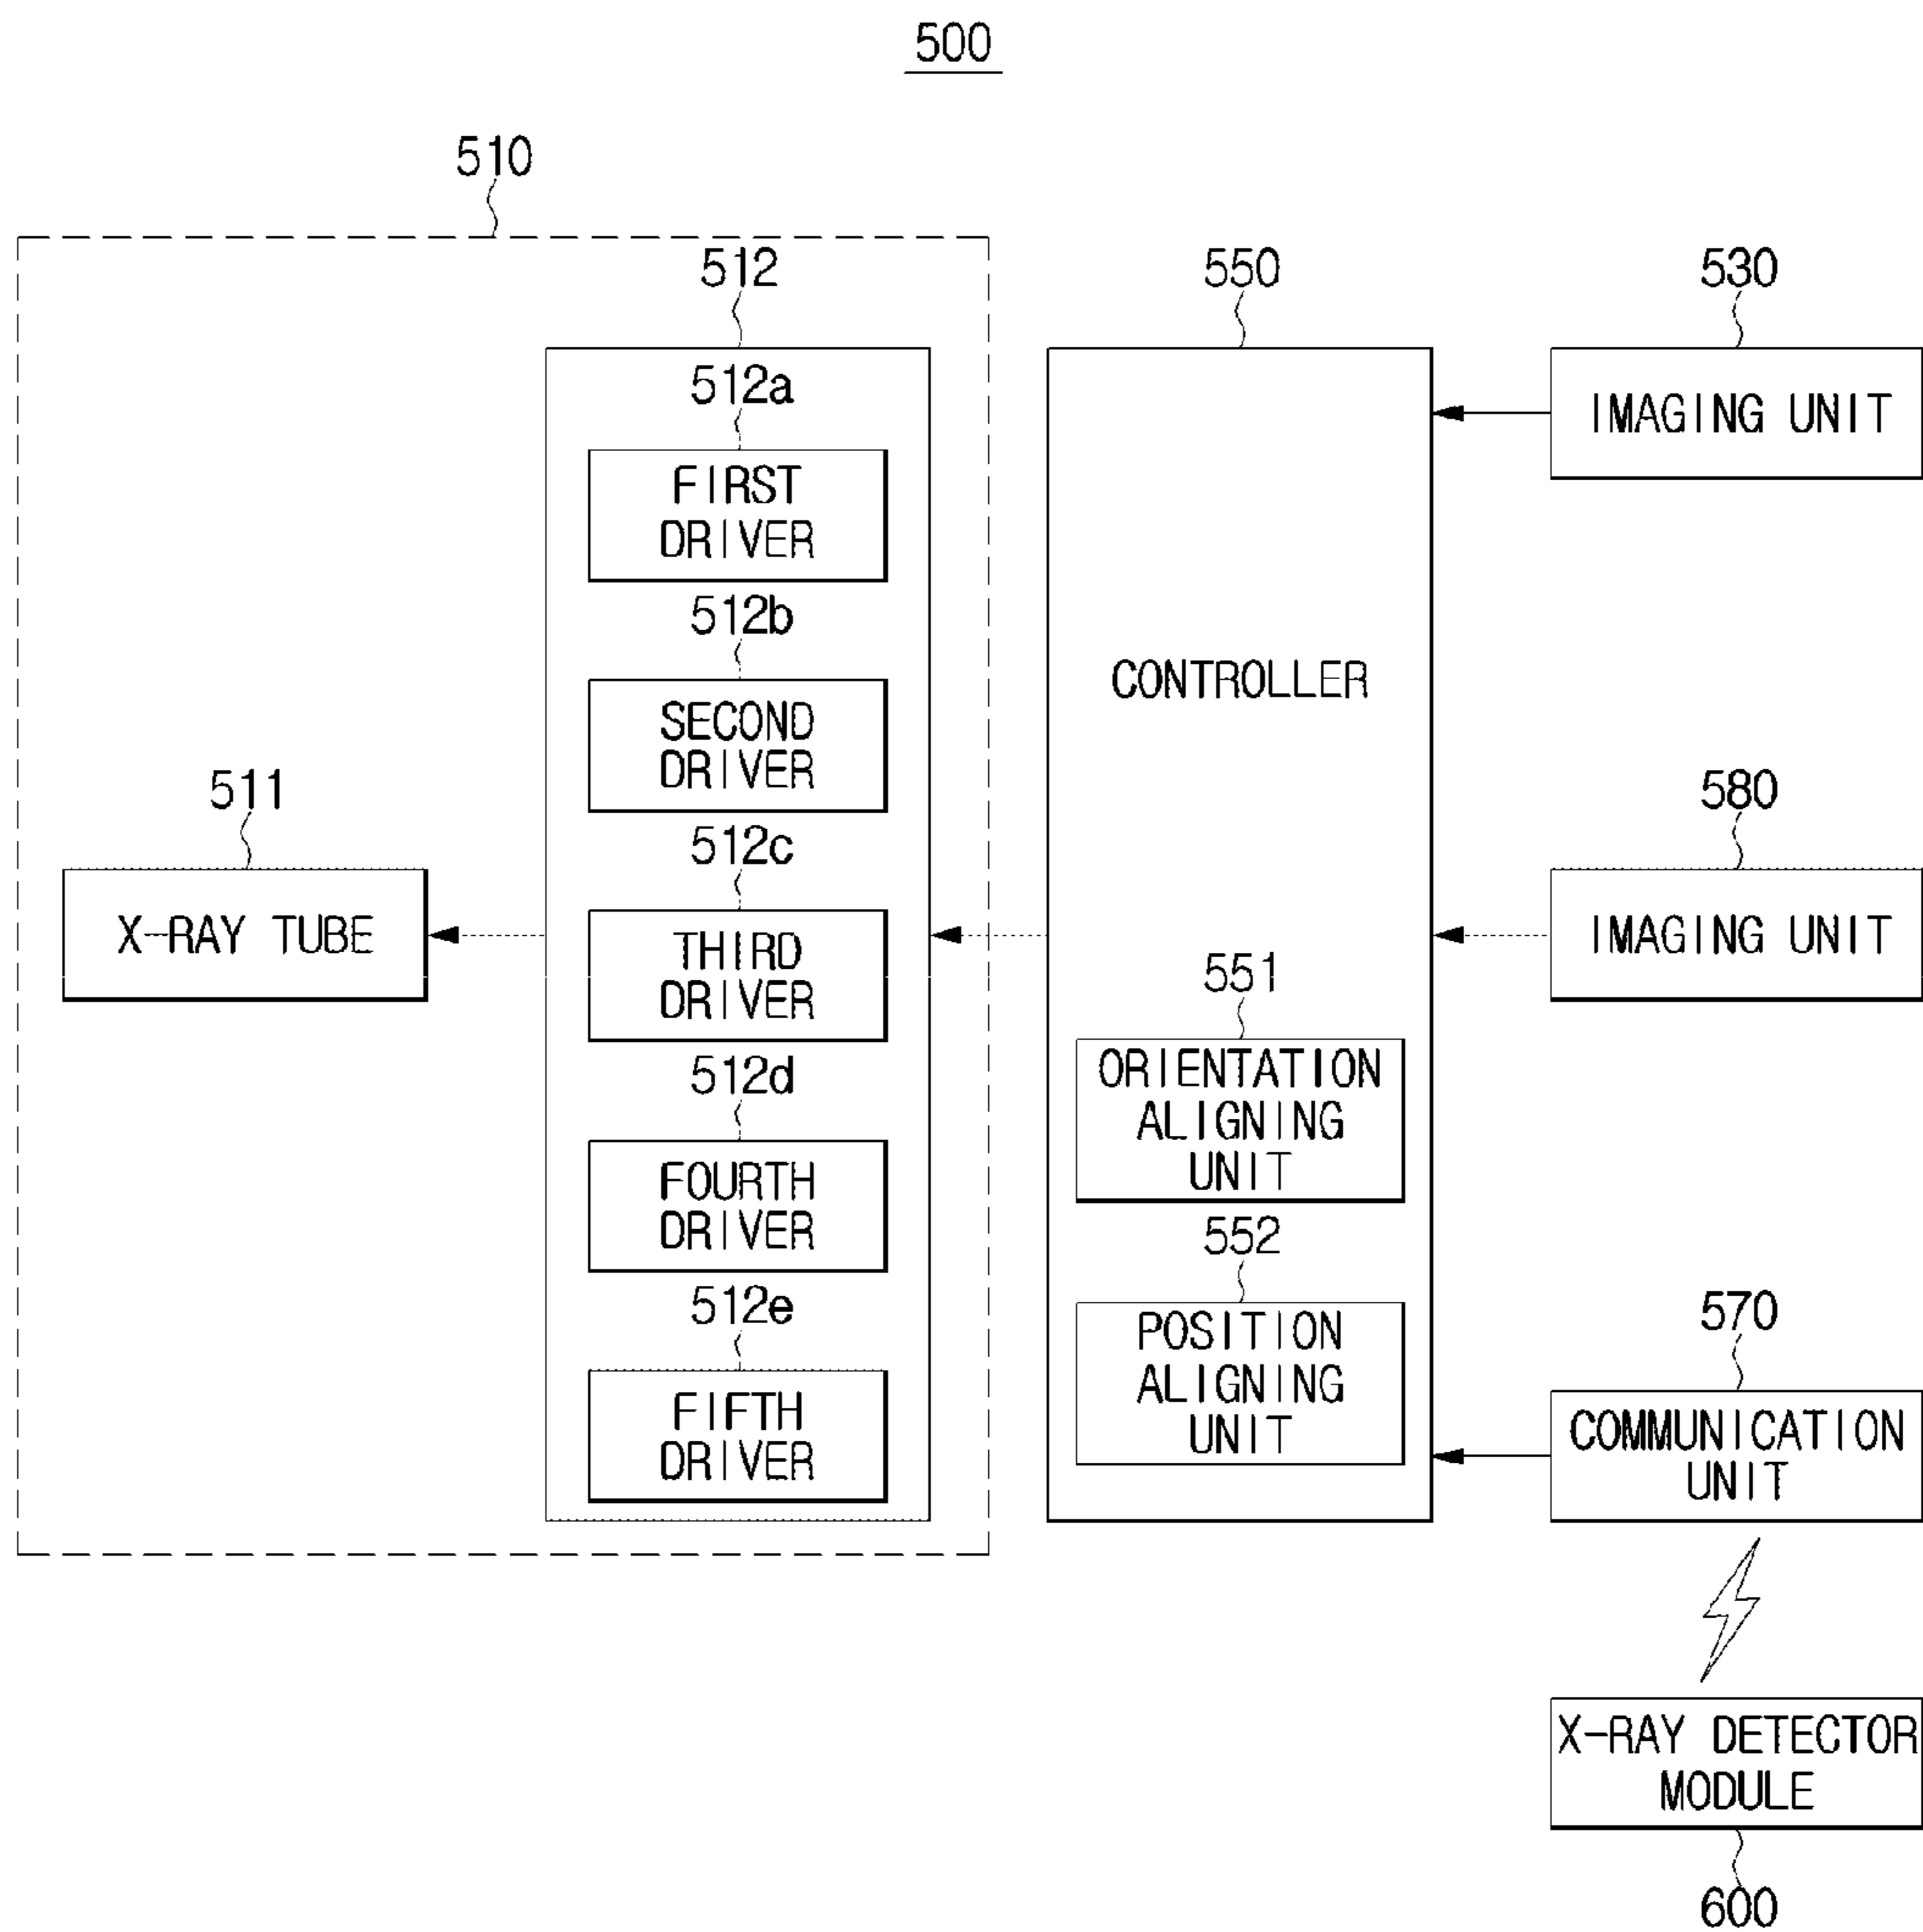 500
510
512
550
530
512a
FIRST
DRIVER
IMAGING UNIT
512b
SECOND
DRIVER
CONTROLLER
511
X-RAY TUBE
512c
THIRD
DRIVER
580
IMAGING UNIT
551
ORIENTATION
ALIGNING
UNIT
512d
FOURTH
DRIVER
552
POSITION
ALIGNING
UNIT
512e
FIFTH
DRIVER
570
COMMUNICATION
UNIT
X-RAY DETECTOR
MODULE
600